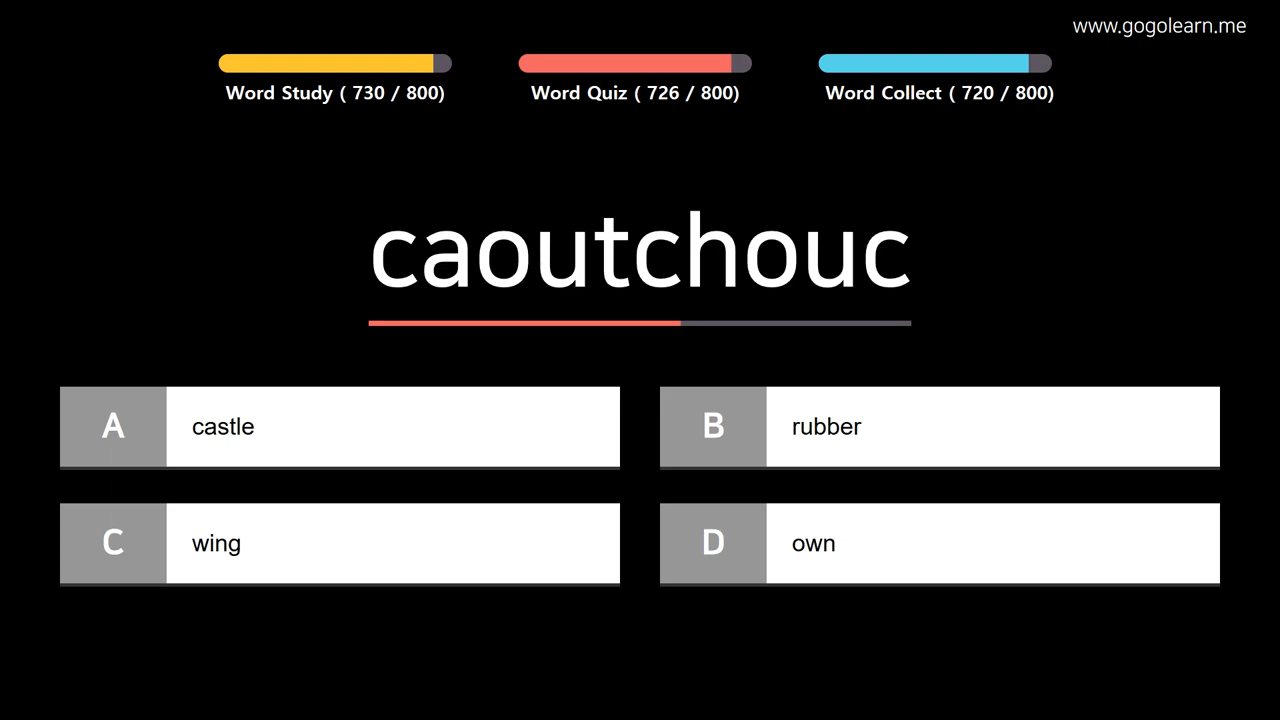 www.gogolearn.me
Word Study ( 730 / 800)
Word Quiz ( 726 / 800)
Word Collect ( 720 / 800)
caoutchouc
A castle
B rubber
C wing
D own